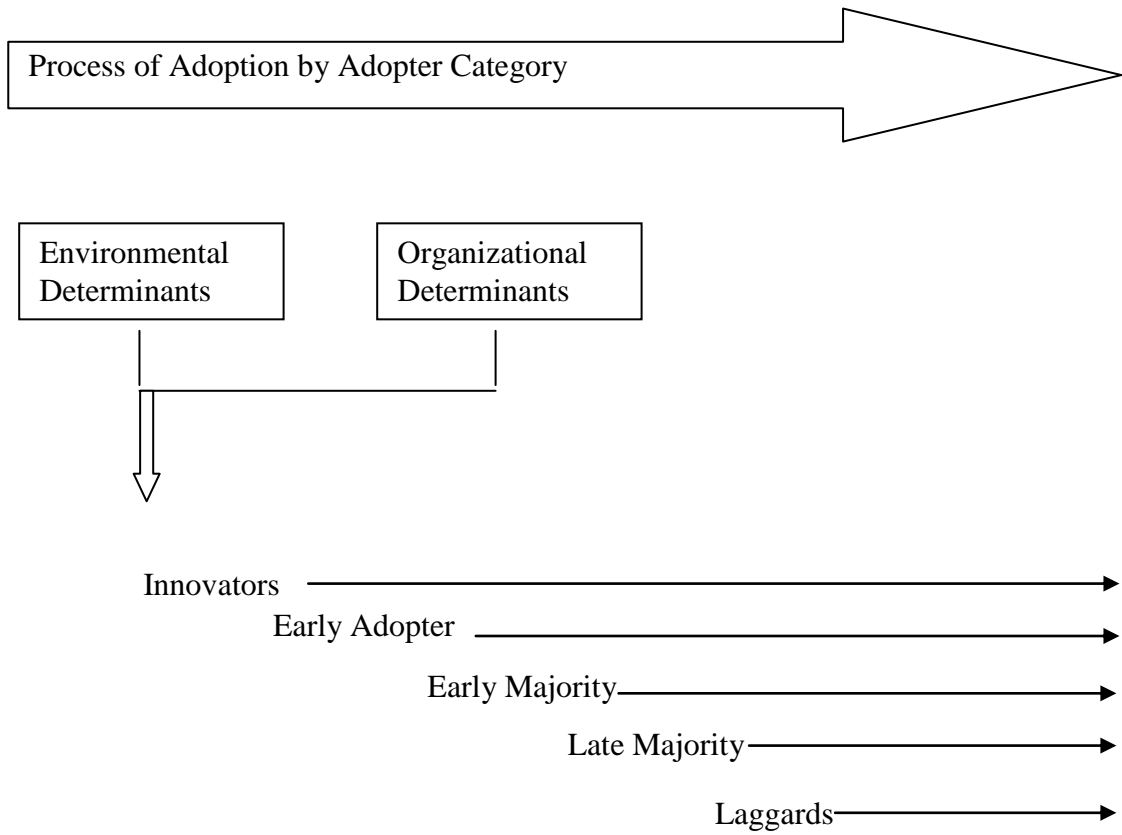 Process of Adoption by Adopter Category
Environmental
Determinants
Organizational
Determinants
Innovators
Early Adopter
Early Majority
Late Majority
Laggards